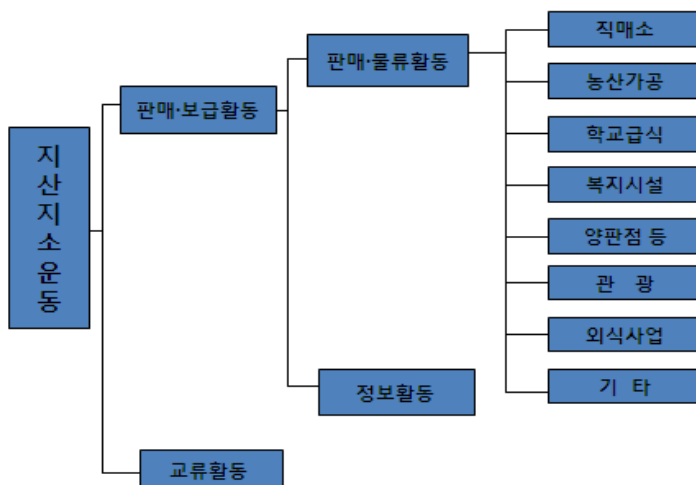 지산지소운동
판매·보급활동
교류활동
판매·물류활동
정보활동
직매소
농산가공
학교급식
복지시설
양판점 등
관 광
외식사업
기 타